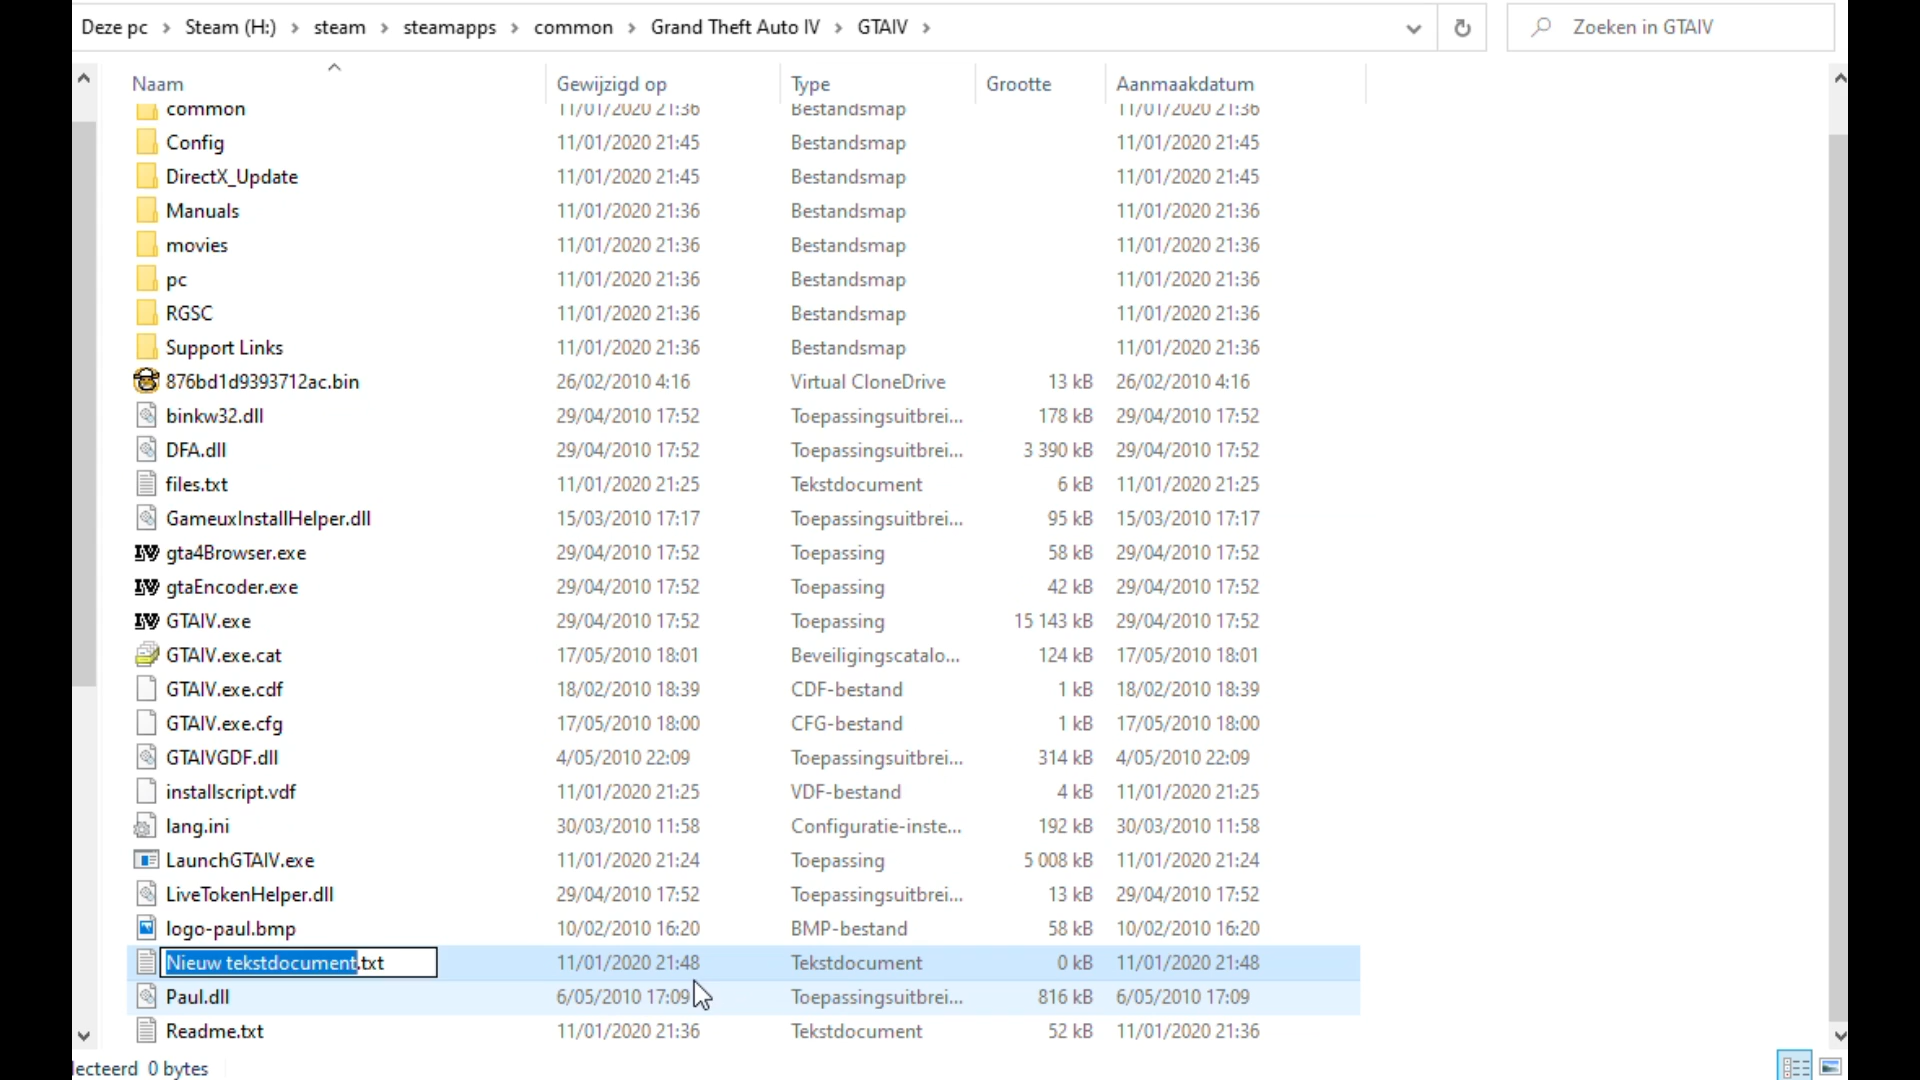 Deze pc > Steam (H:) > steam > steamapps > common > Grand Theft Auto IV > GTAIV > Zoeken in GTAIV
Naam Gewijzigd op Type Grootte Aanmaakdatum
common 11/01/2020 21:36 Bestandsmap 11/01/2020 21:36
Config 11/01/2020 21:45 Bestandsmap 11/01/2020 21:45
DirectX_Update 11/01/2020 21:45 Bestandsmap 11/01/2020 21:45
Manuals 11/01/2020 21:36 Bestandsmap 11/01/2020 21:36
movies 11/01/2020 21:36 Bestandsmap 11/01/2020 21:36
pc 11/01/2020 21:36 Bestandsmap 11/01/2020 21:36
RGSC 11/01/2020 21:36 Bestandsmap 11/01/2020 21:36
Support Links 11/01/2020 21:36 Bestandsmap 11/01/2020 21:36
876bd1d9393712ac.bin 26/02/2010 4:16 Virtual CloneDrive 13 kB 26/02/2010 4:16
binkw32.dll 29/04/2010 17:52 Toepassingsuitbrei... 178 kB 29/04/2010 17:52
DFA.dll 29/04/2010 17:52 Toepassingsuitbrei... 3 390 kB 29/04/2010 17:52
files.txt 11/01/2020 21:25 Tekstdocument 6 kB 11/01/2020 21:25
GameuxInstallHelper.dll 15/03/2010 17:17 Toepassingsuitbrei... 95 kB 15/03/2010 17:17
IV gta4Browser.exe 29/04/2010 17:52 Toepassing 58 kB 29/04/2010 17:52
IV gtaEncoder.exe 29/04/2010 17:52 Toepassing 42 kB 29/04/2010 17:52
IV GTAIV.exe 29/04/2010 17:52 Toepassing 15 143 kB 29/04/2010 17:52
GTAIV.exe.cat 17/05/2010 18:01 Beveiligingscatalo... 124 kB 17/05/2010 18:01
GTAIV.exe.cdf 18/02/2010 18:39 CDF-bestand 1 kB 18/02/2010 18:39
GTAIV.exe.cfg 17/05/2010 18:00 CFG-bestand 1 kB 17/05/2010 18:00
GTAIVGDF.dll 4/05/2010 22:09 Toepassingsuitbrei... 314 kB 4/05/2010 22:09
installscript.vdf 11/01/2020 21:25 VDF-bestand 4 kB 11/01/2020 21:25
lang.ini 30/03/2010 11:58 Configuratie-inste... 192 kB 30/03/2010 11:58
LaunchGTAIV.exe 11/01/2020 21:24 Toepassing 5 008 kB 11/01/2020 21:24
LiveTokenHelper.dll 29/04/2010 17:52 Toepassingsuitbrei... 13 kB 29/04/2010 17:52
logo-paul.bmp 10/02/2010 16:20 BMP-bestand 58 kB 10/02/2010 16:20
Nieuw tekstdocument.txt 11/01/2020 21:48 Tekstdocument 0 kB 11/01/2020 21:48
Paul.dll 6/05/2010 17:09 Toepassingsuitbrei... 816 kB 6/05/2010 17:09
Readme.txt 11/01/2020 21:36 Tekstdocument 52 kB 11/01/2020 21:36
lecteerd 0 bytes